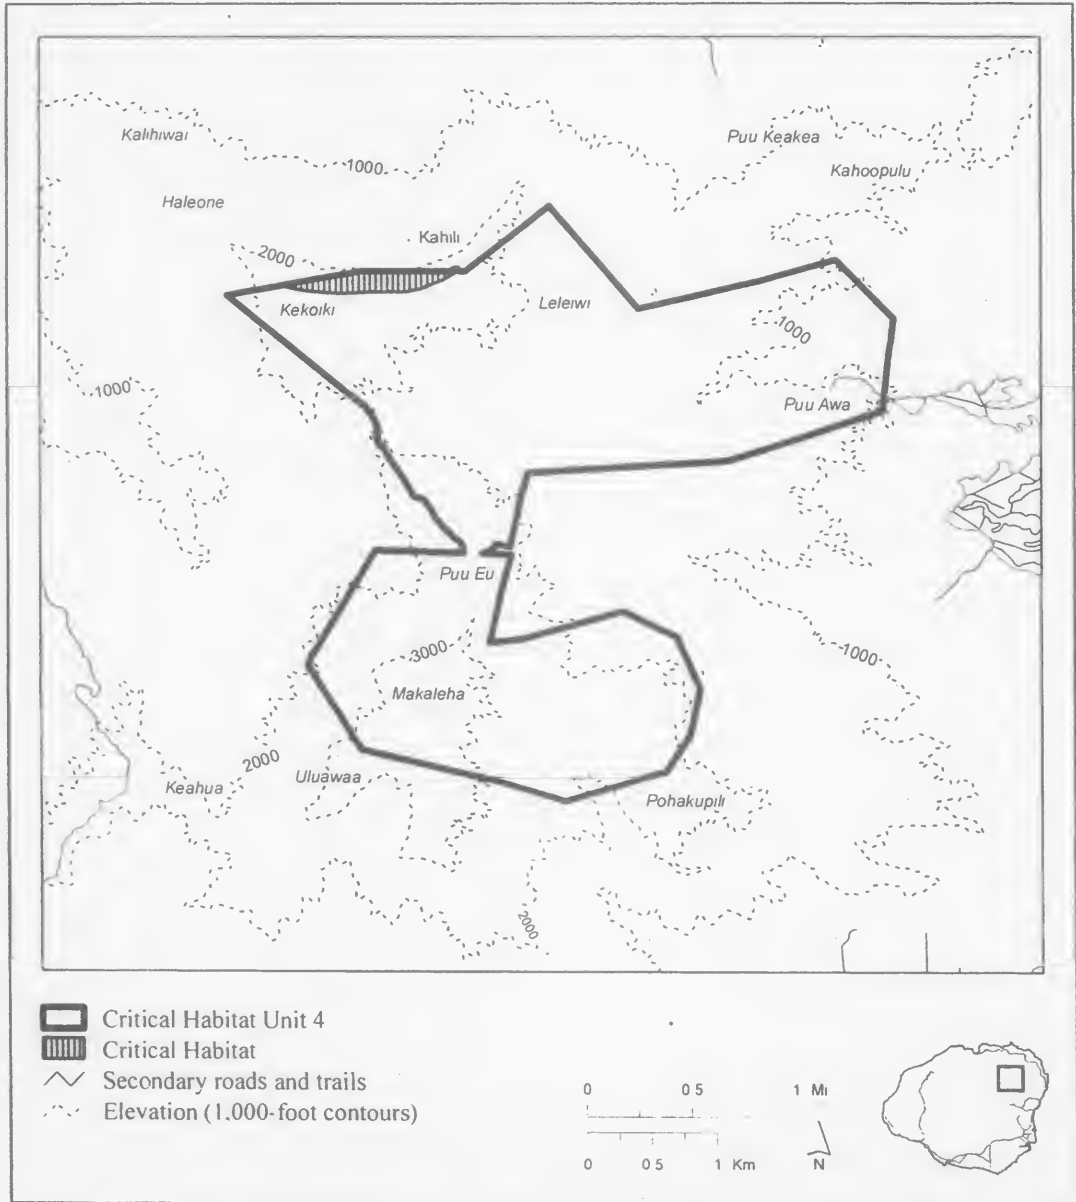 Kalihiwai
Puu Keakea
1000
Kahoopulu
Haleone
Kahili
2000
Kekoiki
Leleiwi
1000
1000
Puu Awa
Puu Eu
3000
1000
Makaleha
2000
Uluawaa
Keahua
Pohakupili
2000
Critical Habitat Unit 4
Critical Habitat
Secondary roads and trails
Elevation (1,000-foot contours)
0 0 5 1 Mi
0 0 5 1 Km
N